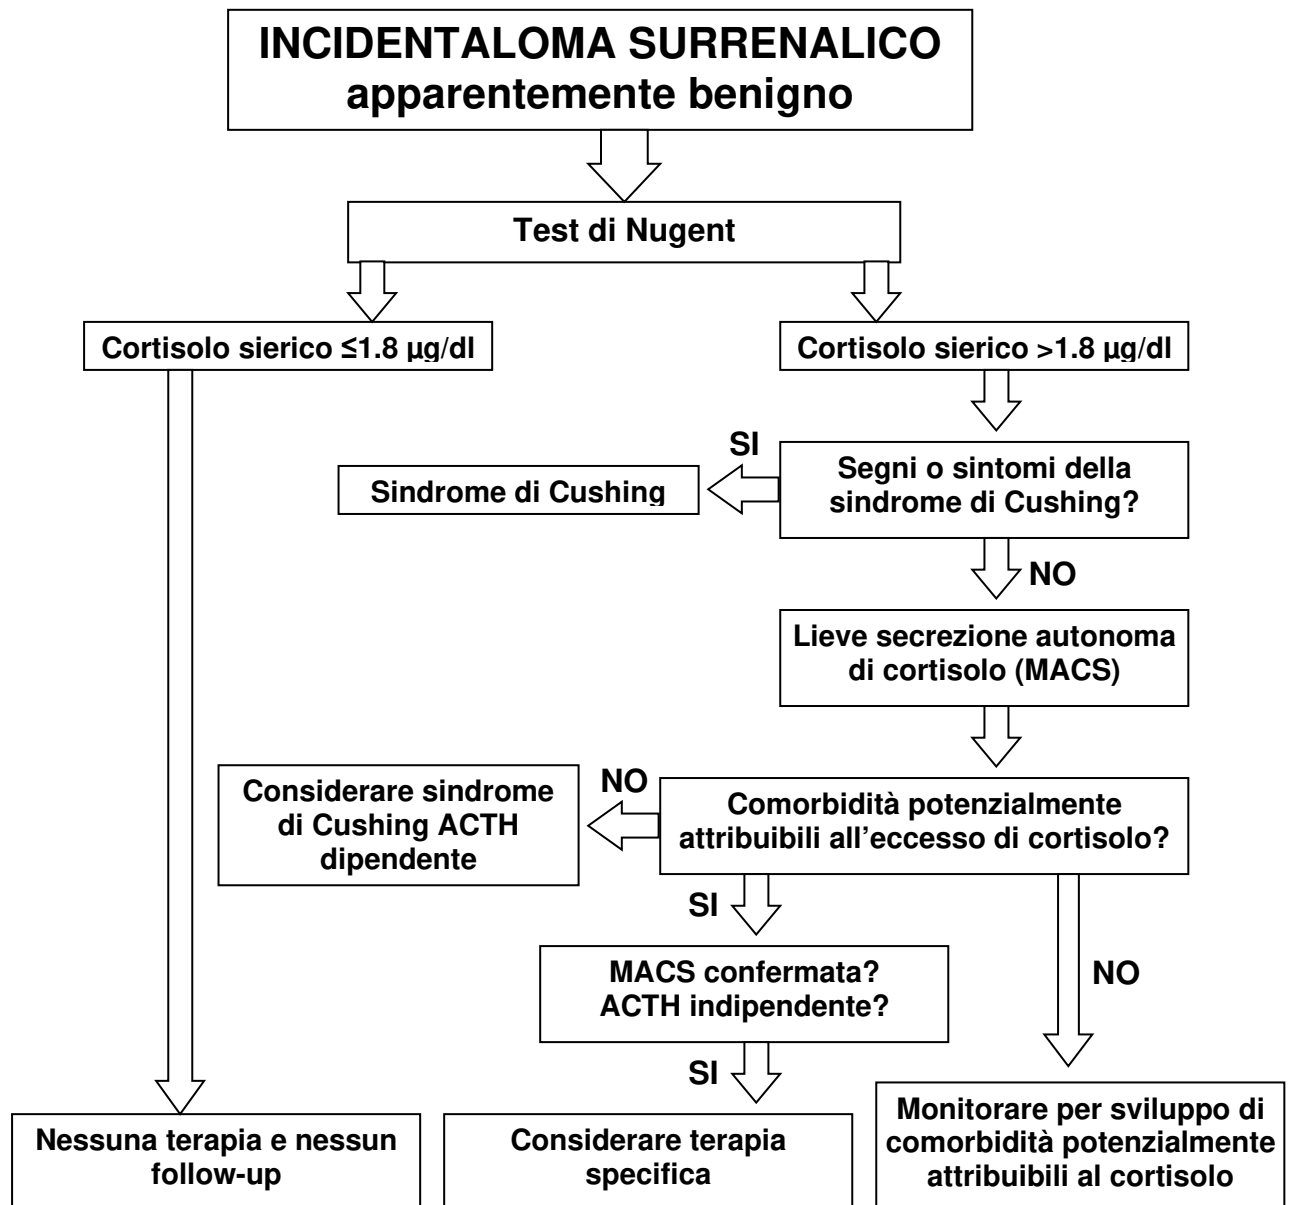 INCIDENTALOMA SURRENALICO
apparentemente benigno
Test di Nugent
Cortisolo sierico ≤1.8 µg/dl
Cortisolo sierico >1.8 µg/dl
SI
Segni o sintomi della
sindrome di Cushing?
Sindrome di Cushing
NO
Lieve secrezione autonoma
di cortisolo (MACS)
NO
Considerare sindrome
di Cushing ACTH
dipendente
Comorbidità potenzialmente
attribuibili all'eccesso di cortisolo?
SI
NO
MACS confermata?
ACTH indipendente?
SI
Nessuna terapia e nessun
follow-up
Considerare terapia
specifica
Monitorare per sviluppo di
comorbidità potenzialmente
attribuibili al cortisolo